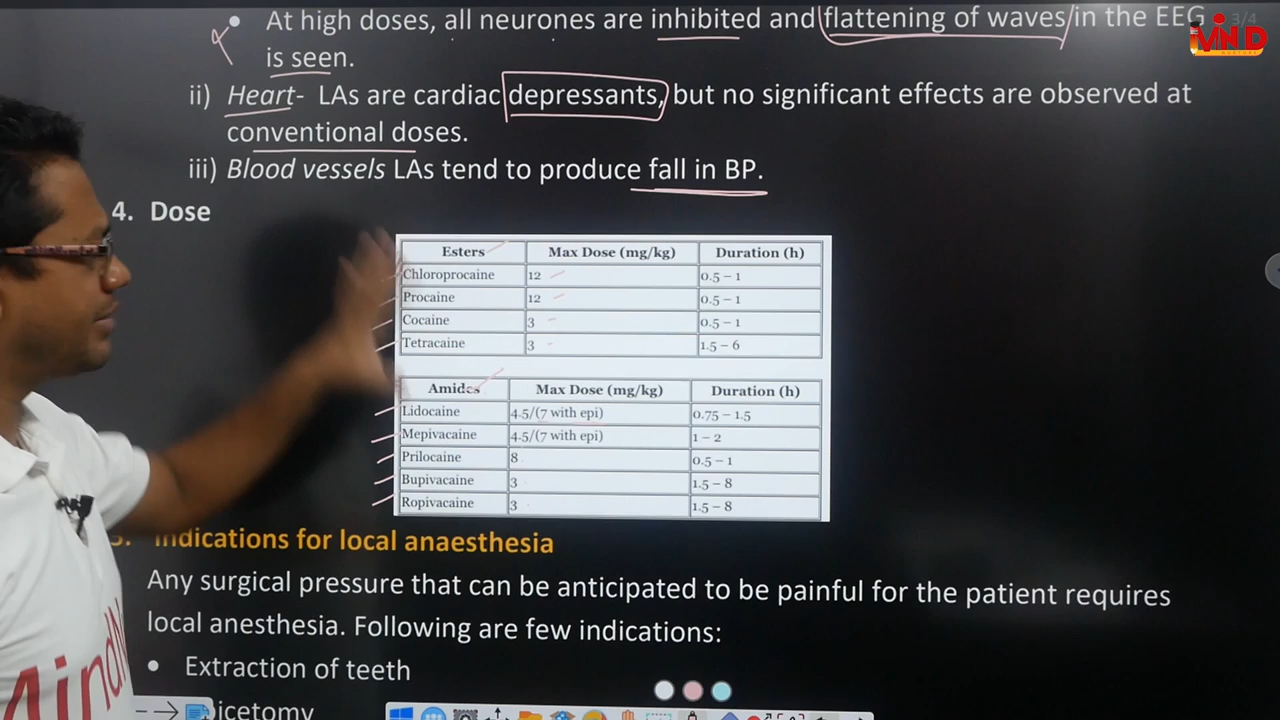 At high doses, all neurones are inhibited and flattening of waves in the EEG
3/4
is seen.
ii) Heart- LAs are cardiac depressants, but no significant effects are observed at
conventional doses.
iii) Blood vessels LAs tend to produce fall in BP.
4. Dose
Esters Max Dose (mg/kg) Duration (h)
Chloroprocaine 12 0.5 – 1
Procaine 12 0.5 – 1
Cocaine 3 0.5 – 1
Tetracaine 3 1.5 – 6
Amides Max Dose (mg/kg) Duration (h)
Lidocaine 4.5/(7 with epi) 0.75 – 1.5
Mepivacaine 4.5/(7 with epi) 1 – 2
Prilocaine 8 0.5 – 1
Bupivacaine 3 1.5 – 8
Ropivacaine 3 1.5 – 8
Indications for local anaesthesia
Any surgical pressure that can be anticipated to be painful for the patient requires
local anesthesia. Following are few indications:
Extraction of teeth